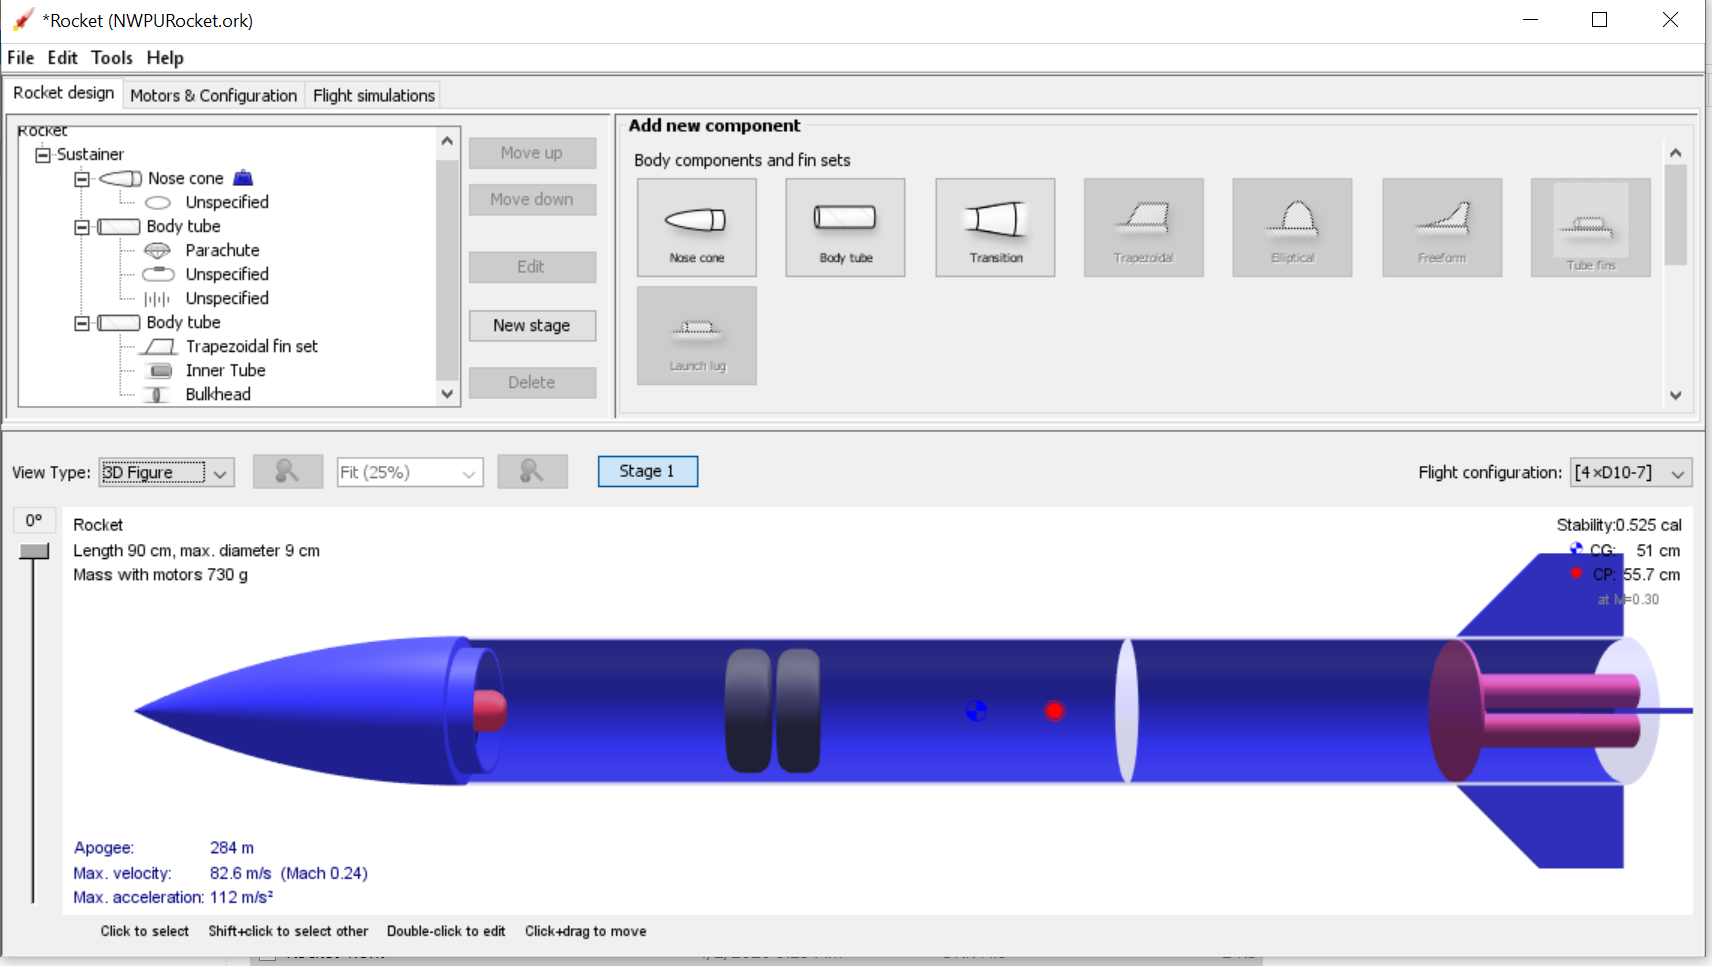 *Rocket (NWPURocket.ork)
File Edit Tools Help
Rocket design Motors & Configuration Flight simulations
Rocket
Sustainer
Nose cone
Unspecified
Body tube
Parachute
Unspecified
Unspecified
Body tube
Trapezoidal fin set
Inner Tube
Bulkhead
Move up
Move down
Edit
New stage
Delete
Add new component
Body components and fin sets
Nose cone Body tube Transition Trapezoidal Elliptical Freeform Tube fins
Launch lug
View Type: 3D Figure Fit (25%) Stage 1 Flight configuration: [4×D10-7]
0°
Rocket
Length 90 cm, max. diameter 9 cm
Mass with motors 730 g
Stability:0.525 cal
CG: 51 cm
CP: 55.7 cm
at M=0.30
Apogee: 284 m
Max. velocity: 82.6 m/s (Mach 0.24)
Max. acceleration: 112 m/s²
Click to select Shift+click to select other Double-click to edit Click+drag to move